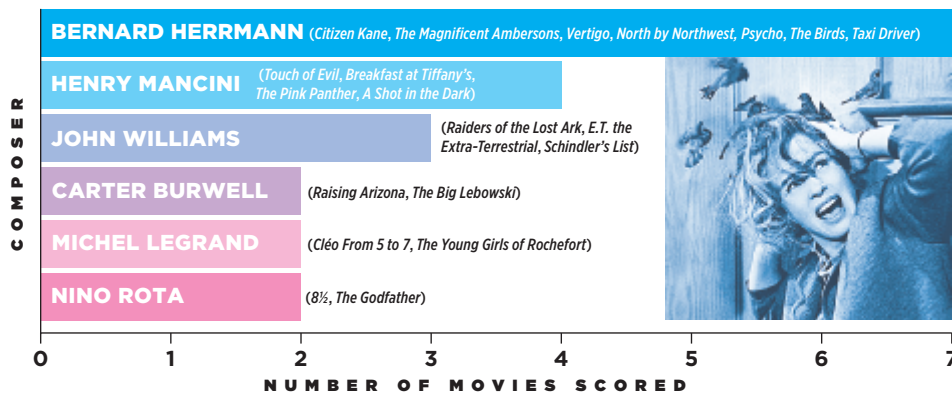 BERNARD HERRMANN (Citizen Kane, The Magnificent Ambersons, Vertigo, North by Northwest, Psycho, The Birds, Taxi Driver)
HENRY MANCINI (Touch of Evil, Breakfast at Tiffany's,
The Pink Panther, A Shot in the Dark)
JOHN WILLIAMS (Raiders of the Lost Ark, E.T. the
Extra-Terrestrial, Schindler's List)
CARTER BURWELL (Raising Arizona, The Big Lebowski)
MICHEL LEGRAND (Cléo From 5 to 7, The Young Girls of Rochefort)
NINO ROTA (8½, The Godfather)
COMPOSER
0 1 2 3 4 5 6 7
NUMBER OF MOVIES SCORED